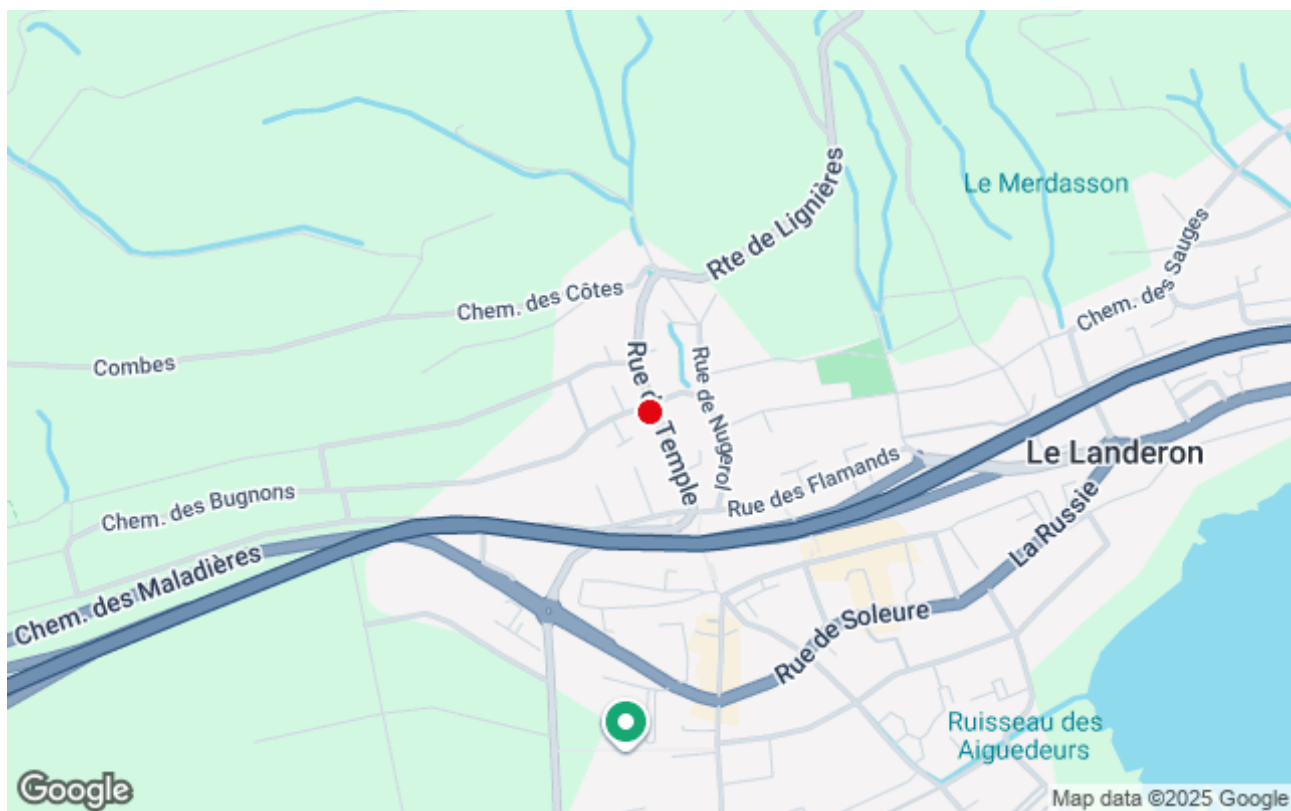 Le Merdasson
Rte de Lignières
Chem. des Sauges
Chem. des Côtes
Combes
Rue de Nugerol
Temple
Le Landeron
Rue des Flamands
Chem. des Bugnons
La Russie
Chem. des Maladières
Rue de Soleure
Ruisseau des
Aiguedeurs
Google
Map data ©2025 Google